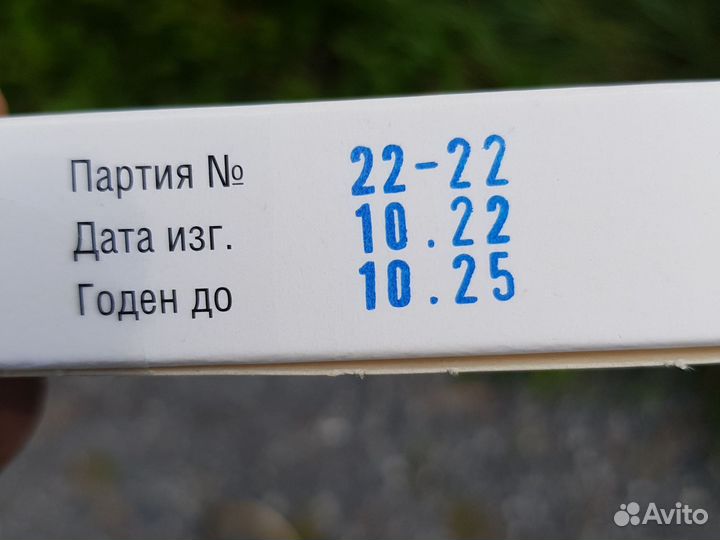 Партия № 22-22
Дата изг. 10.22
Годен до 10.25
Avito